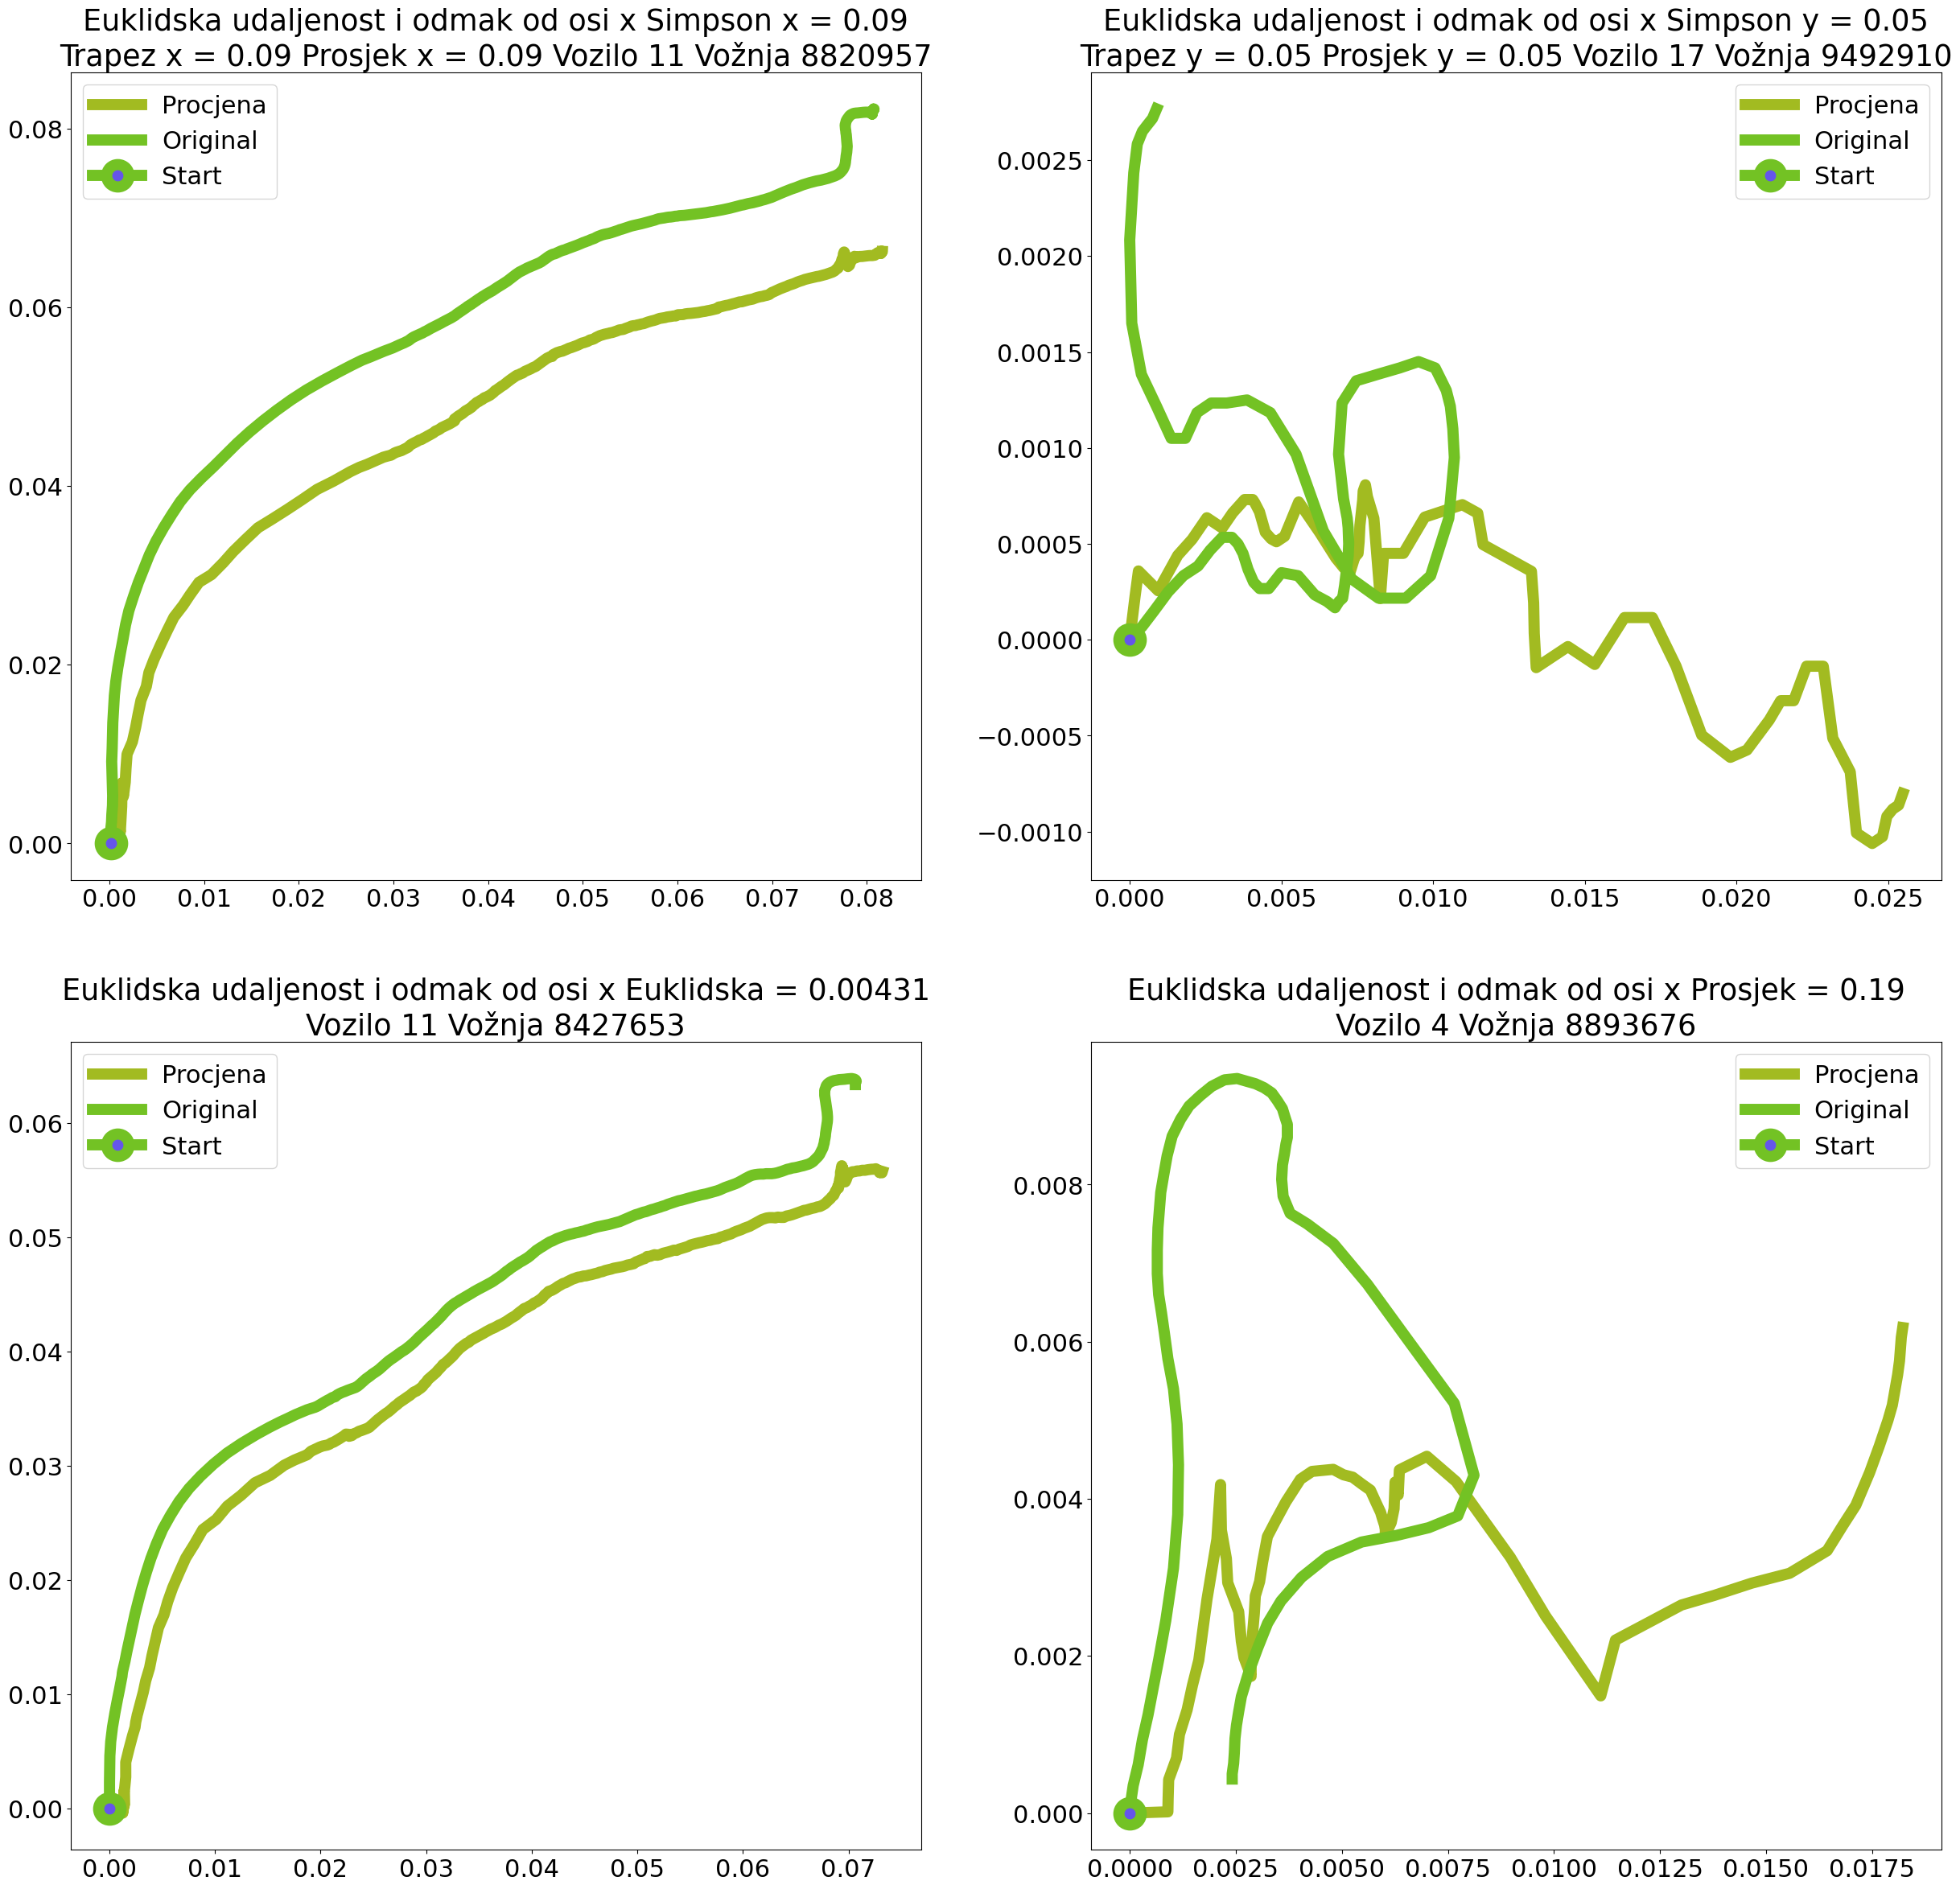 Euklidska udaljenost i odmak od osi x Simpson x = 0.09
Trapez x = 0.09 Prosjek x = 0.09 Vozilo 11 Vožnja 8820957
Procjena
Original
Start
0.08
0.06
0.04
0.02
0.00
0.00 0.01 0.02 0.03 0.04 0.05 0.06 0.07 0.08
Euklidska udaljenost i odmak od osi x Simpson y = 0.05
Trapez y = 0.05 Prosjek y = 0.05 Vozilo 17 Vožnja 9492910
Procjena
Original
Start
0.0025
0.0020
0.0015
0.0010
0.0005
0.0000
−0.0005
−0.0010
0.000 0.005 0.010 0.015 0.020 0.025
Euklidska udaljenost i odmak od osi x Euklidska = 0.00431
Vozilo 11 Vožnja 8427653
Procjena
Original
Start
0.06
0.05
0.04
0.03
0.02
0.01
0.00
0.00 0.01 0.02 0.03 0.04 0.05 0.06 0.07
Euklidska udaljenost i odmak od osi x Prosjek = 0.19
Vozilo 4 Vožnja 8893676
Procjena
Original
Start
0.008
0.006
0.004
0.002
0.000
0.0000 0.0025 0.0050 0.0075 0.0100 0.0125 0.0150 0.0175